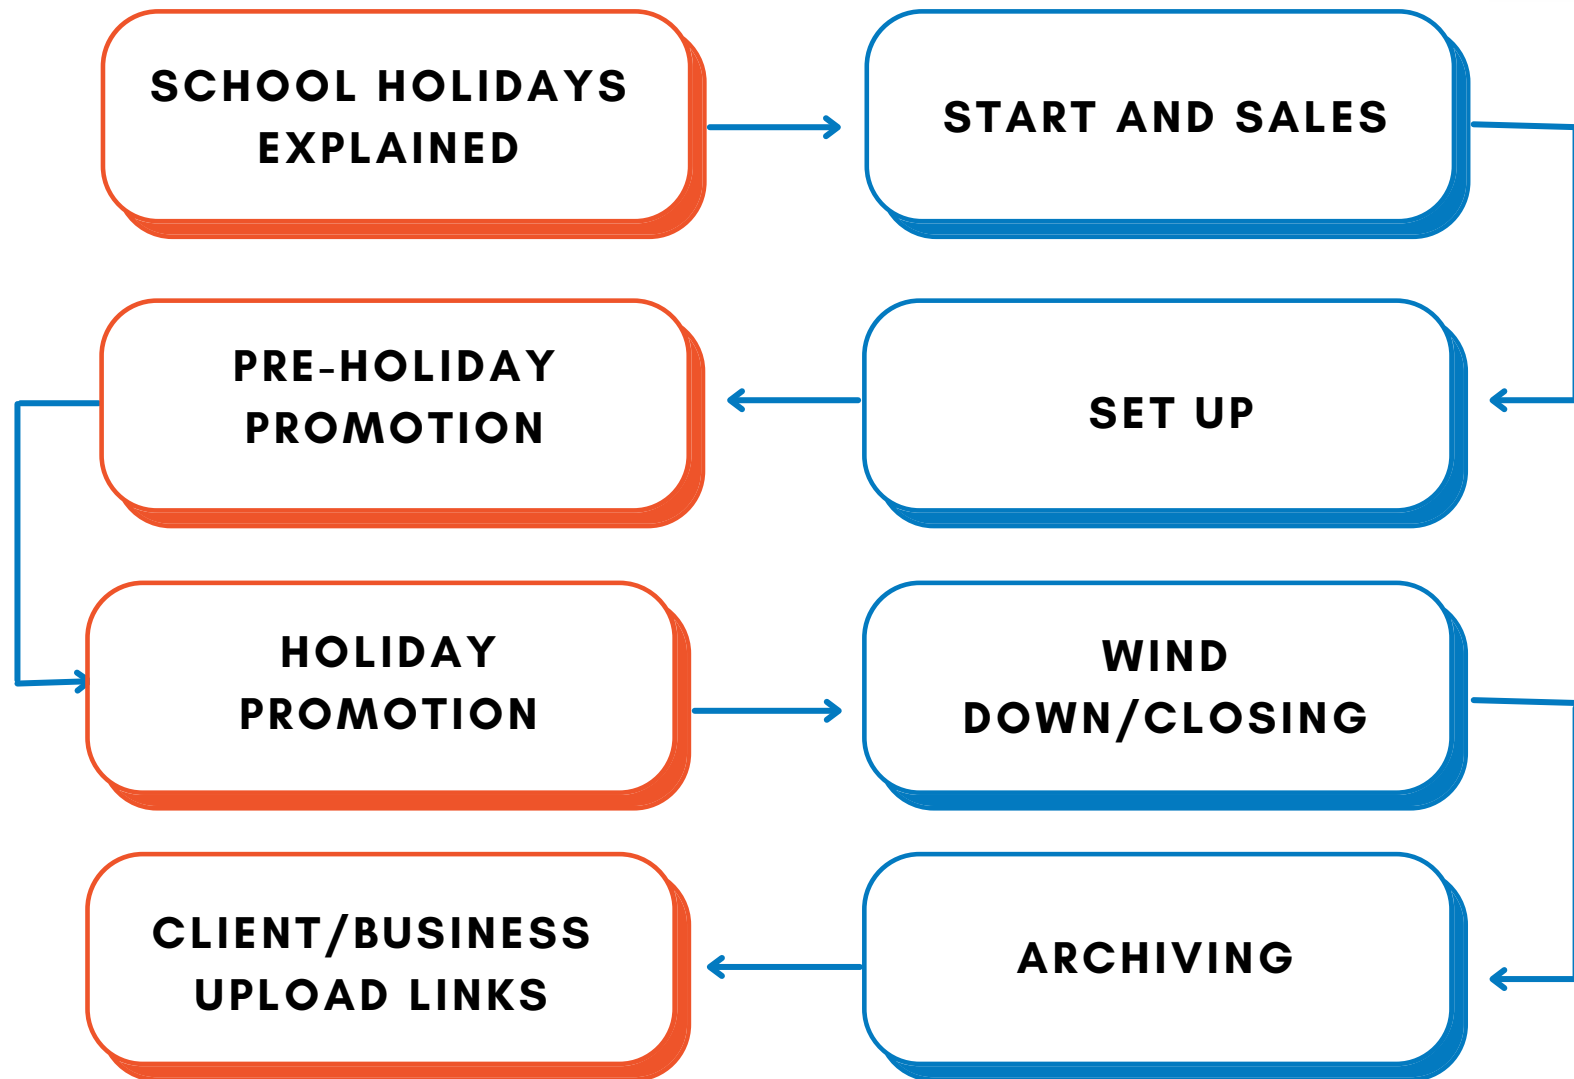 SCHOOL HOLIDAYS
EXPLAINED
START AND SALES
SET UP
PRE-HOLIDAY
PROMOTION
HOLIDAY
PROMOTION
WIND
DOWN/CLOSING
ARCHIVING
CLIENT/BUSINESS
UPLOAD LINKS